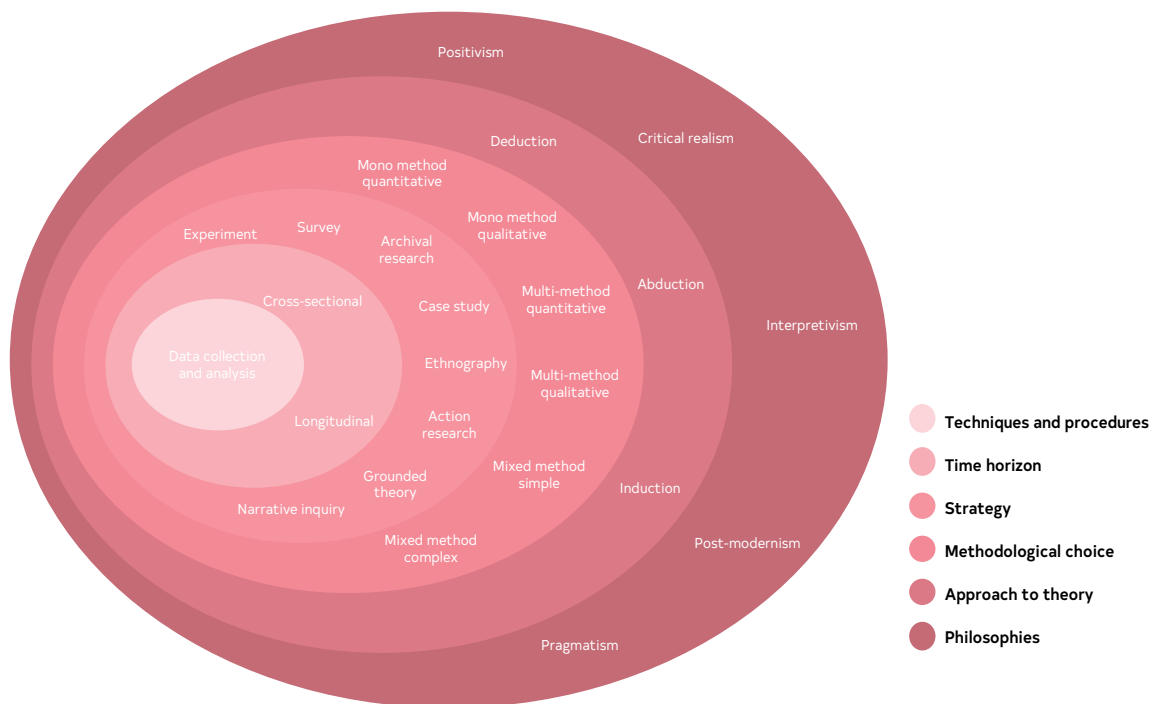 Positivism
Critical realism
Interpretivism
Post-modernism
Pragmatism
Deduction
Abduction
Induction
Mono method
quantitative
Mono method
qualitative
Multi-method
quantitative
Multi-method
qualitative
Mixed method
simple
Mixed method
complex
Experiment
Survey
Archival
research
Case study
Ethnography
Action
research
Grounded
theory
Narrative inquiry
Cross-sectional
Longitudinal
Data collection
and analysis
Techniques and procedures
Time horizon
Strategy
Methodological choice
Approach to theory
Philosophies